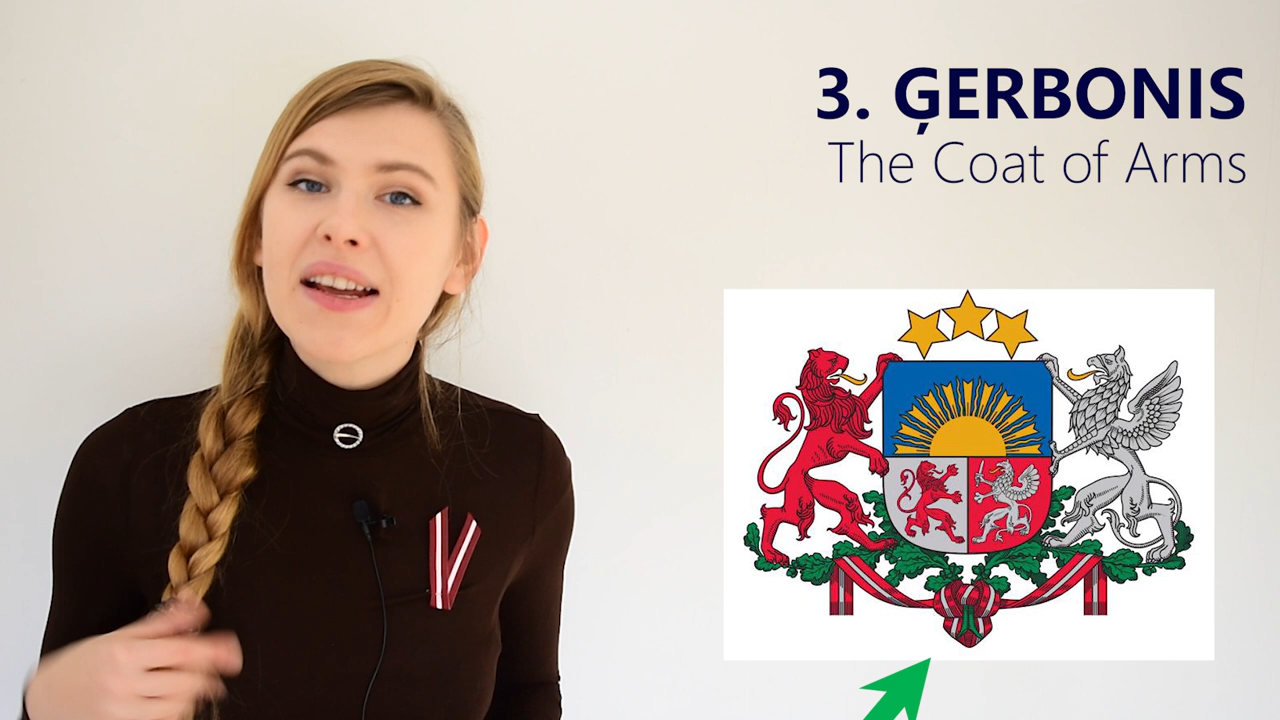 3. ĢERBONIS
The Coat of Arms